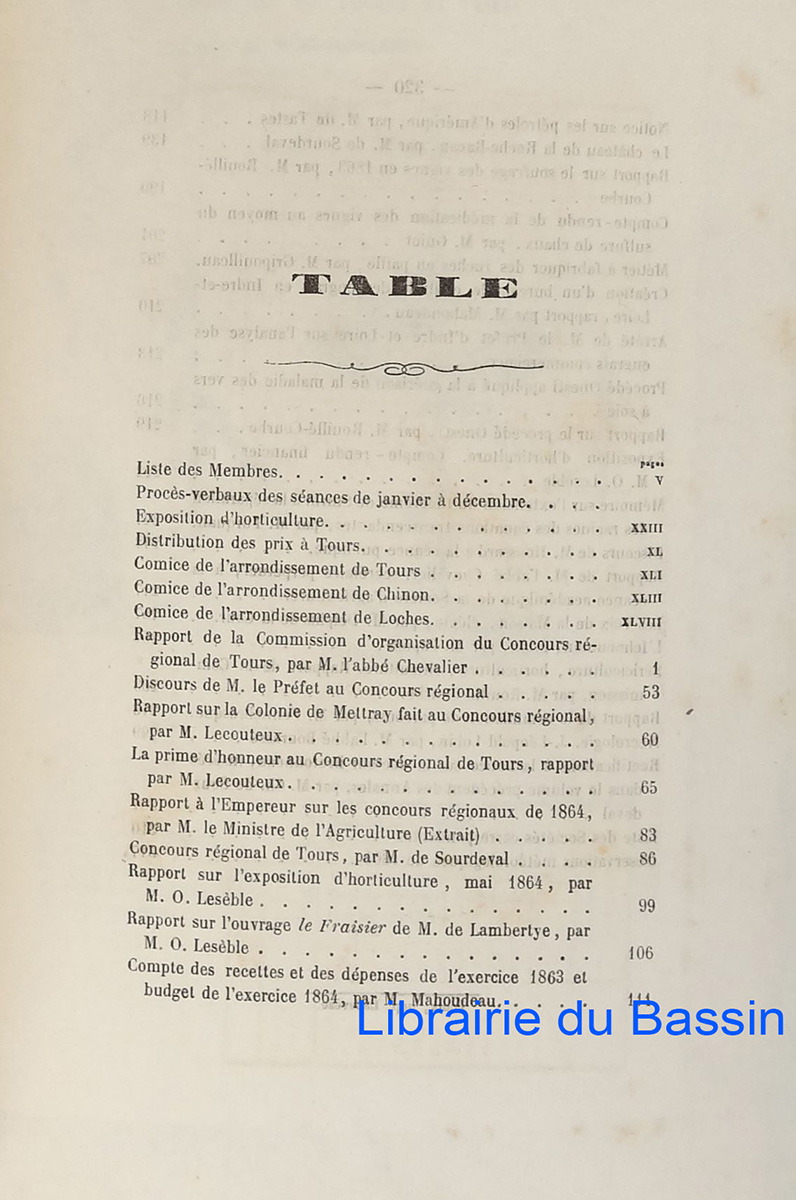 TABLE
pages
Liste des Membres. . . . . . . . . . . . . . . V
Procès-verbaux des séances de janvier à décembre. . . .
Exposition d'horticulture. . . . . . . . . . . . . XXIII
Distribution des prix à Tours. . . . . . . . . . . XL
Comice de l'arrondissement de Tours . . . . . . . . XLI
Comice de l'arrondissement de Chinon. . . . . . . . XLIII
Comice de l'arrondissement de Loches. . . . . . . . XLVIII
Rapport de la Commission d'organisation du Concours ré-
gional de Tours, par M. l'abbé Chevalier . . . . . . 1
Discours de M. le Préfet au Concours régional . . . . . 53
Rapport sur la Colonie de Mettray fait au Concours régional,
par M. Lecouteux. . . . . . . . . . . . . . 60
La prime d'honneur au Concours régional de Tours, rapport
par M. Lecouteux. . . . . . . . . . . . . . 65
Rapport à l'Empereur sur les concours régionaux de 1864,
par M. le Ministre de l'Agriculture (Extrait) . . . . . 83
Concours régional de Tours, par M. de Sourdeval . . . . 86
Rapport sur l'exposition d'horticulture, mai 1864, par
M. O. Lesèble . . . . . . . . . . . . . . . 99
Rapport sur l'ouvrage le Fraisier de M. de Lambertye, par
M. O. Lesèble . . . . . . . . . . . . . . . 106
Compte des recettes et des dépenses de l'exercice 1863 et
budget de l'exercice 1864, par M. Mahoudeau. . . . . 111
Librairie du Bassin